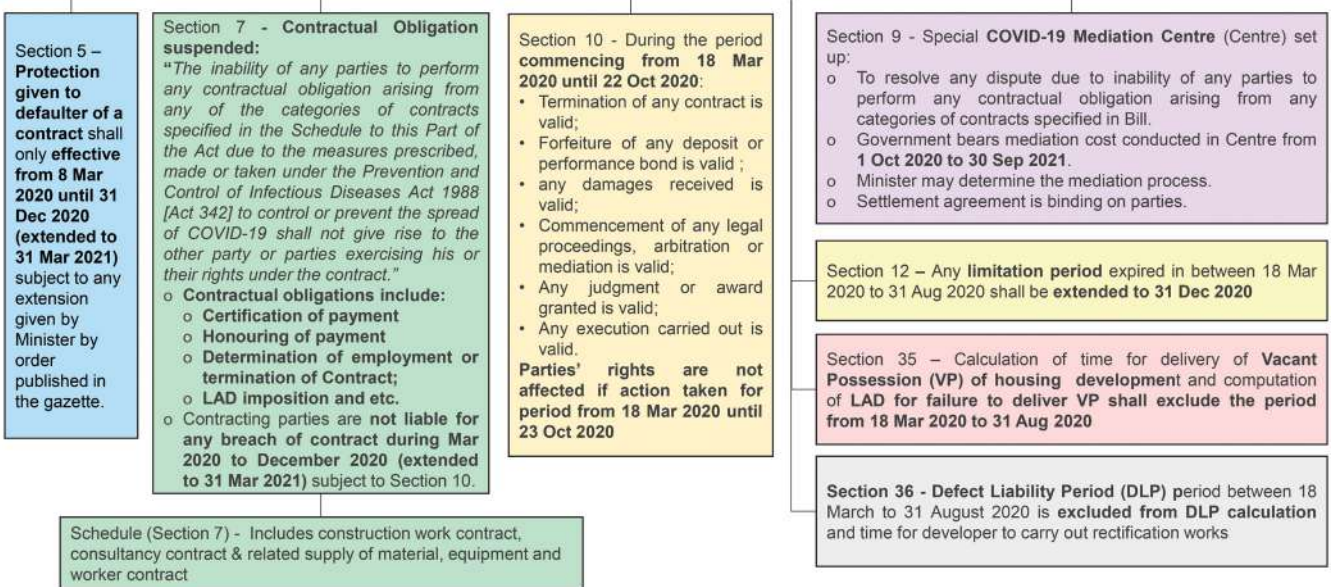 Section 5 –
Protection
given to
defaulter of a
contract shall
only effective
from 8 Mar
2020 until 31
Dec 2020
(extended to
31 Mar 2021)
subject to any
extension
given by
Minister by
order
published in
the gazette.
Section 7 - Contractual Obligation
suspended:
“The inability of any parties to perform
any contractual obligation arising from
any of the categories of contracts
specified in the Schedule to this Part of
the Act due to the measures prescribed,
made or taken under the Prevention and
Control of Infectious Diseases Act 1988
[Act 342] to control or prevent the spread
of COVID-19 shall not give rise to the
other party or parties exercising his or
their rights under the contract.”
o Contractual obligations include:
o Certification of payment
o Honouring of payment
o Determination of employment or
termination of Contract;
o LAD imposition and etc.
o Contracting parties are not liable for
any breach of contract during Mar
2020 to December 2020 (extended
to 31 Mar 2021) subject to Section 10.
Schedule (Section 7) - Includes construction work contract,
consultancy contract & related supply of material, equipment and
worker contract
Section 10 - During the period
commencing from 18 Mar
2020 until 22 Oct 2020:
• Termination of any contract is
valid;
• Forfeiture of any deposit or
performance bond is valid ;
• any damages received is
valid;
• Commencement of any legal
proceedings, arbitration or
mediation is valid;
• Any judgment or award
granted is valid;
• Any execution carried out is
valid.
Parties’ rights are not
affected if action taken for
period from 18 Mar 2020 until
23 Oct 2020
Section 9 - Special COVID-19 Mediation Centre (Centre) set
up:
o To resolve any dispute due to inability of any parties to
perform any contractual obligation arising from any
categories of contracts specified in Bill.
o Government bears mediation cost conducted in Centre from
1 Oct 2020 to 30 Sep 2021.
o Minister may determine the mediation process.
o Settlement agreement is binding on parties.
Section 12 – Any limitation period expired in between 18 Mar
2020 to 31 Aug 2020 shall be extended to 31 Dec 2020
Section 35 – Calculation of time for delivery of Vacant
Possession (VP) of housing development and computation
of LAD for failure to deliver VP shall exclude the period
from 18 Mar 2020 to 31 Aug 2020
Section 36 - Defect Liability Period (DLP) period between 18
March to 31 August 2020 is excluded from DLP calculation
and time for developer to carry out rectification works